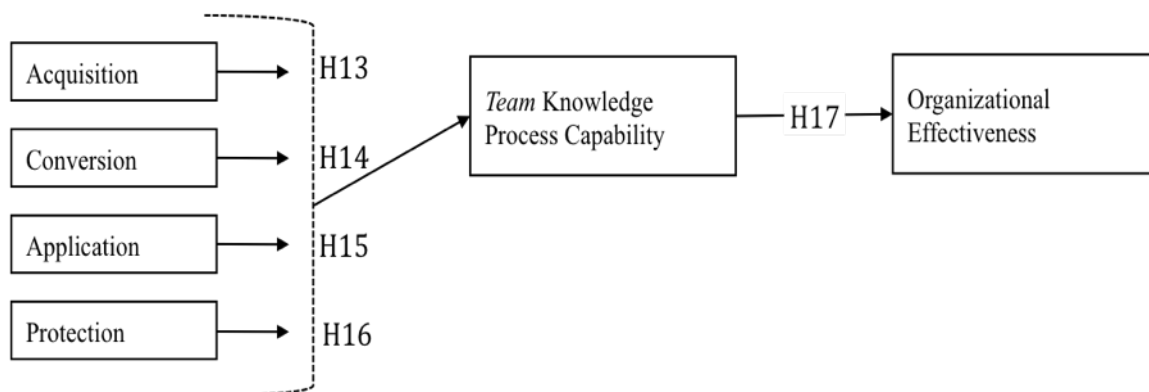 Acquisition
H13
Conversion
H14
Application
H15
Protection
H16
Team Knowledge
Process Capability
H17
Organizational
Effectiveness